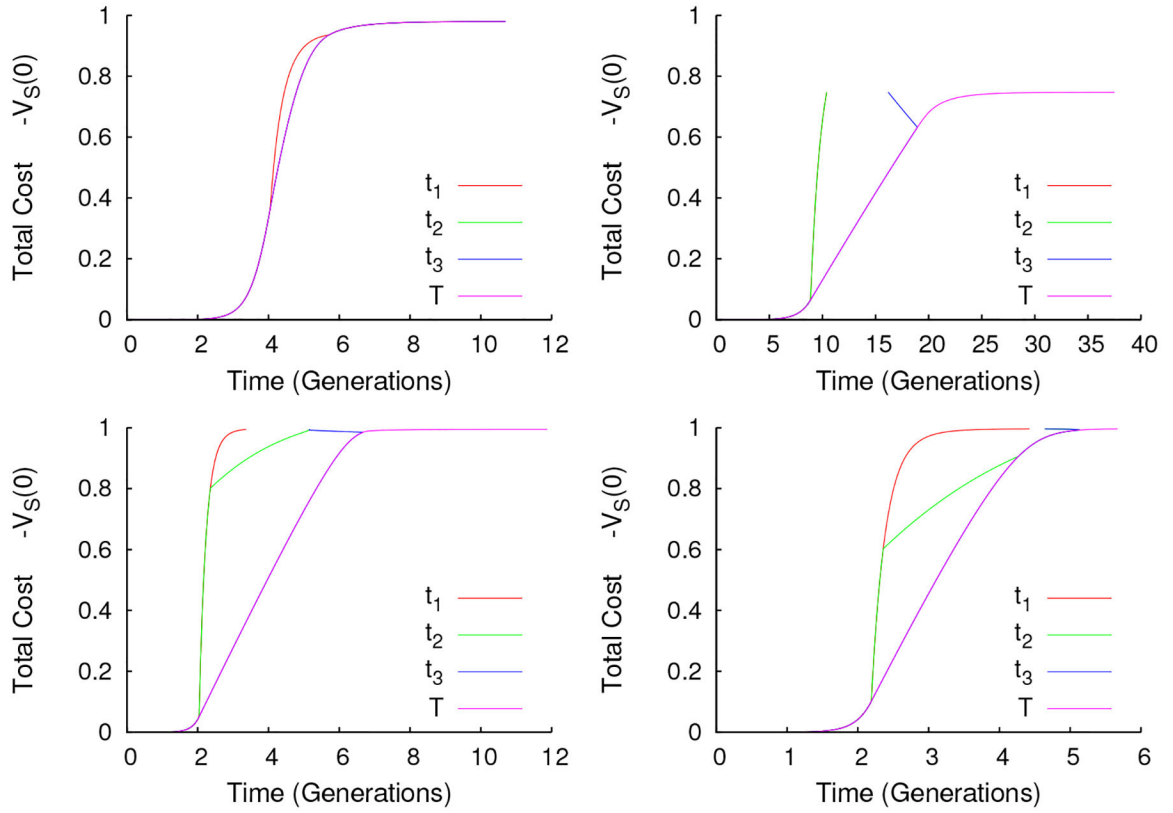 1
0.8
0.6
0.4
0.2
0
0 2 4 6 8 10 12
Total Cost -V_S(0)
Time (Generations)
t_1
t_2
t_3
T
1
0.8
0.6
0.4
0.2
0
0 5 10 15 20 25 30 35 40
Total Cost -V_S(0)
Time (Generations)
t_1
t_2
t_3
T
1
0.8
0.6
0.4
0.2
0
0 2 4 6 8 10 12
Total Cost -V_S(0)
Time (Generations)
t_1
t_2
t_3
T
1
0.8
0.6
0.4
0.2
0
0 1 2 3 4 5 6
Total Cost -V_S(0)
Time (Generations)
t_1
t_2
t_3
T